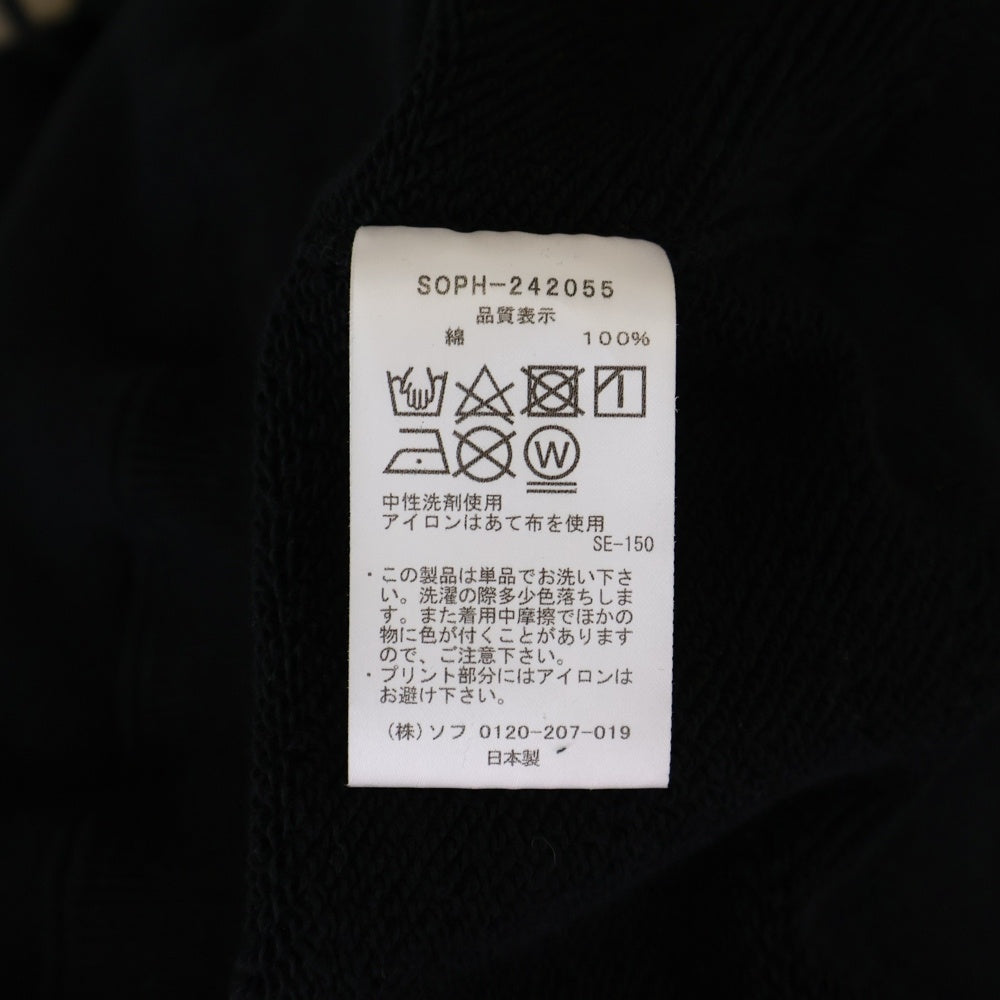 SOPH-242055
品質表示
綿 100%
W
中性洗剤使用
アイロンはあて布を使用
SE-150
・この製品は単品でお洗い下さ
い。洗濯の際多少色落ちしま
す。また着用中摩擦でほかの
物に色が付くことがあります
ので、ご注意下さい。
・プリント部分にはアイロンは
お避け下さい。
(株)ソフ 0120-207-019
日本製